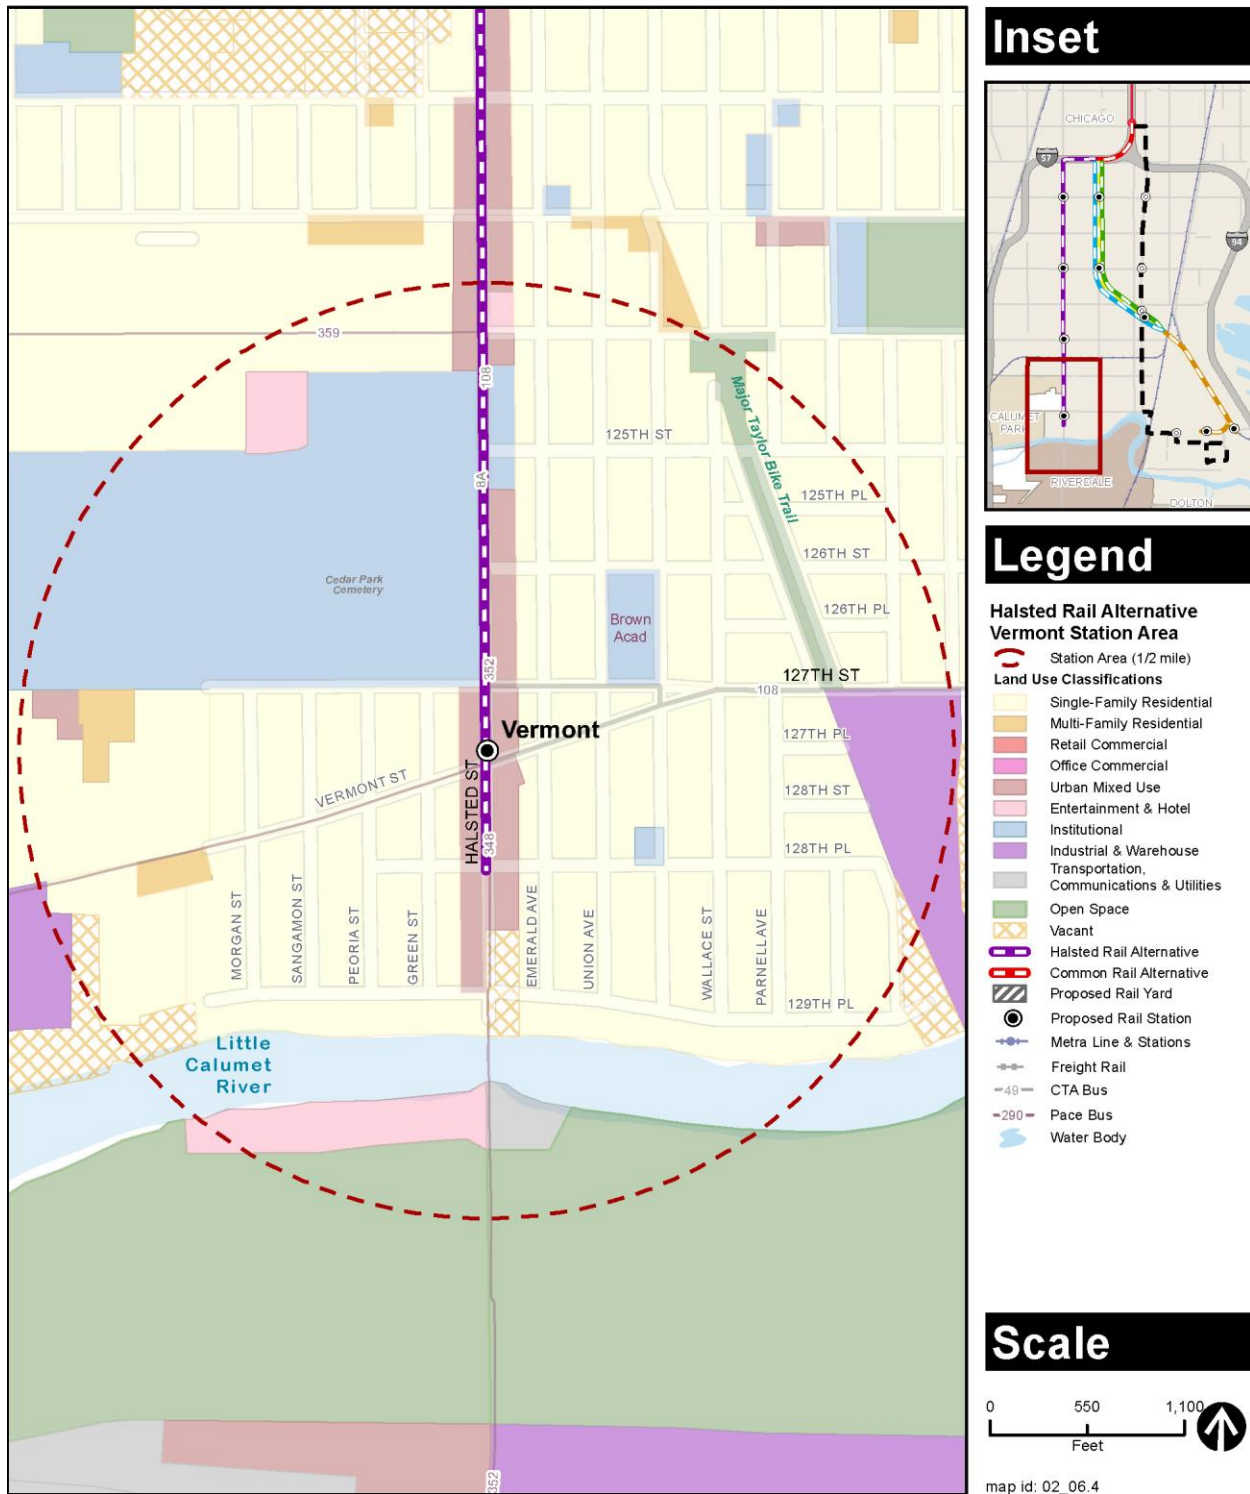 359
108
8A
125TH ST
Major Taylor Bike Trail
125TH PL
126TH ST
126TH PL
Cedar Park
Cemetery
Brown
Acad
352
127TH ST
108
Vermont
127TH PL
VERMONT ST
HALSTED ST
128TH ST
348
128TH PL
MORGAN ST
SANGAMON ST
PEORIA ST
GREEN ST
EMERALD AVE
UNION AVE
WALLACE ST
PARNELL AVE
129TH PL
Little
Calumet
River
352
Inset
CHICAGO
57
94
CALUMET
PARK
RIVERDALE
DOLTON
Legend
Halsted Rail Alternative
Vermont Station Area
Station Area (1/2 mile)
Land Use Classifications
Single-Family Residential
Multi-Family Residential
Retail Commercial
Office Commercial
Urban Mixed Use
Entertainment & Hotel
Institutional
Industrial & Warehouse
Transportation,
Communications & Utilities
Open Space
Vacant
Halsted Rail Alternative
Common Rail Alternative
Proposed Rail Yard
Proposed Rail Station
Metra Line & Stations
Freight Rail
49 CTA Bus
290 Pace Bus
Water Body
Scale
0 550 1,100
Feet
map id: 02_06.4